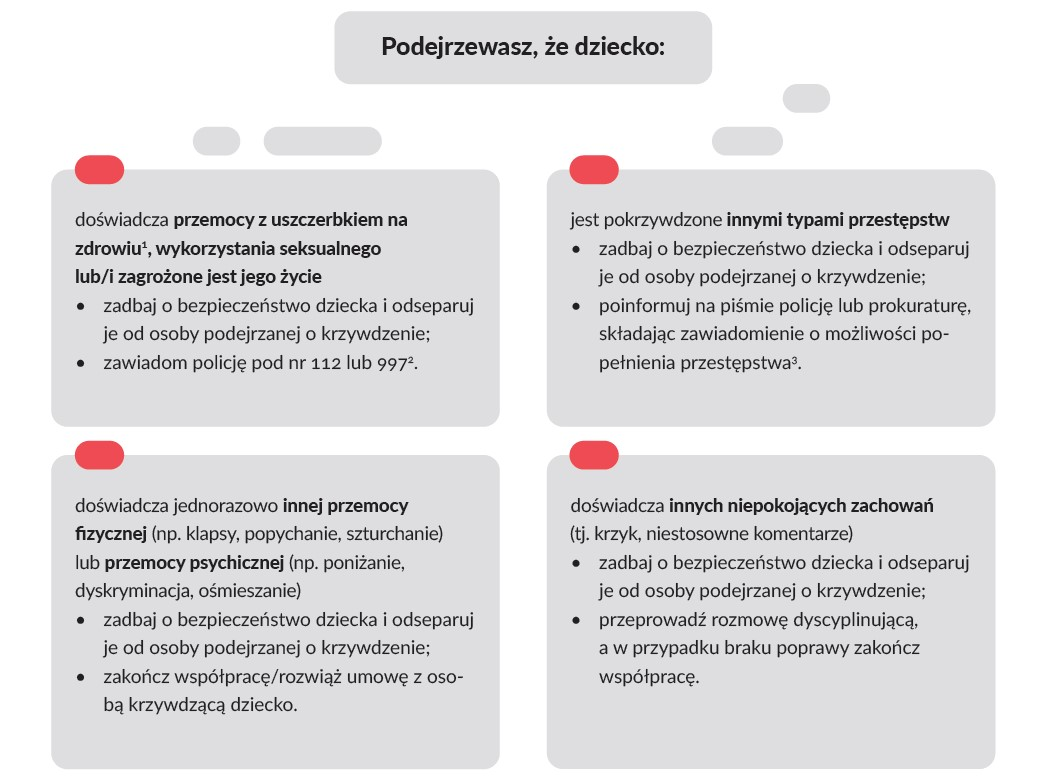 Podejrzewasz, że dziecko:
doświadcza przemocy z uszczerbkiem na
zdrowiu¹, wykorzystania seksualnego
lub/i zagrożone jest jego życie
• zadbaj o bezpieczeństwo dziecka i odseparuj
je od osoby podejrzanej o krzywdzenie;
• zawiadom policję pod nr 112 lub 997².
jest pokrzywdzone innymi typami przestępstw
• zadbaj o bezpieczeństwo dziecka i odseparuj
je od osoby podejrzanej o krzywdzenie;
• poinformuj na piśmie policję lub prokuraturę,
składając zawiadomienie o możliwości po-
pełnienia przestępstwa³.
doświadcza jednorazowo innej przemocy
fizycznej (np. klapsy, popychanie, szturchanie)
lub przemocy psychicznej (np. poniżanie,
dyskryminacja, ośmieszanie)
• zadbaj o bezpieczeństwo dziecka i odseparuj
je od osoby podejrzanej o krzywdzenie;
• zakończ współpracę/rozwiąż umowę z oso-
bą krzywdzącą dziecko.
doświadcza innych niepokojących zachowań
(tj. krzyk, niestosowne komentarze)
• zadbaj o bezpieczeństwo dziecka i odseparuj
je od osoby podejrzanej o krzywdzenie;
• przeprowadź rozmowę dyscyplinującą,
a w przypadku braku poprawy zakończ
współpracę.